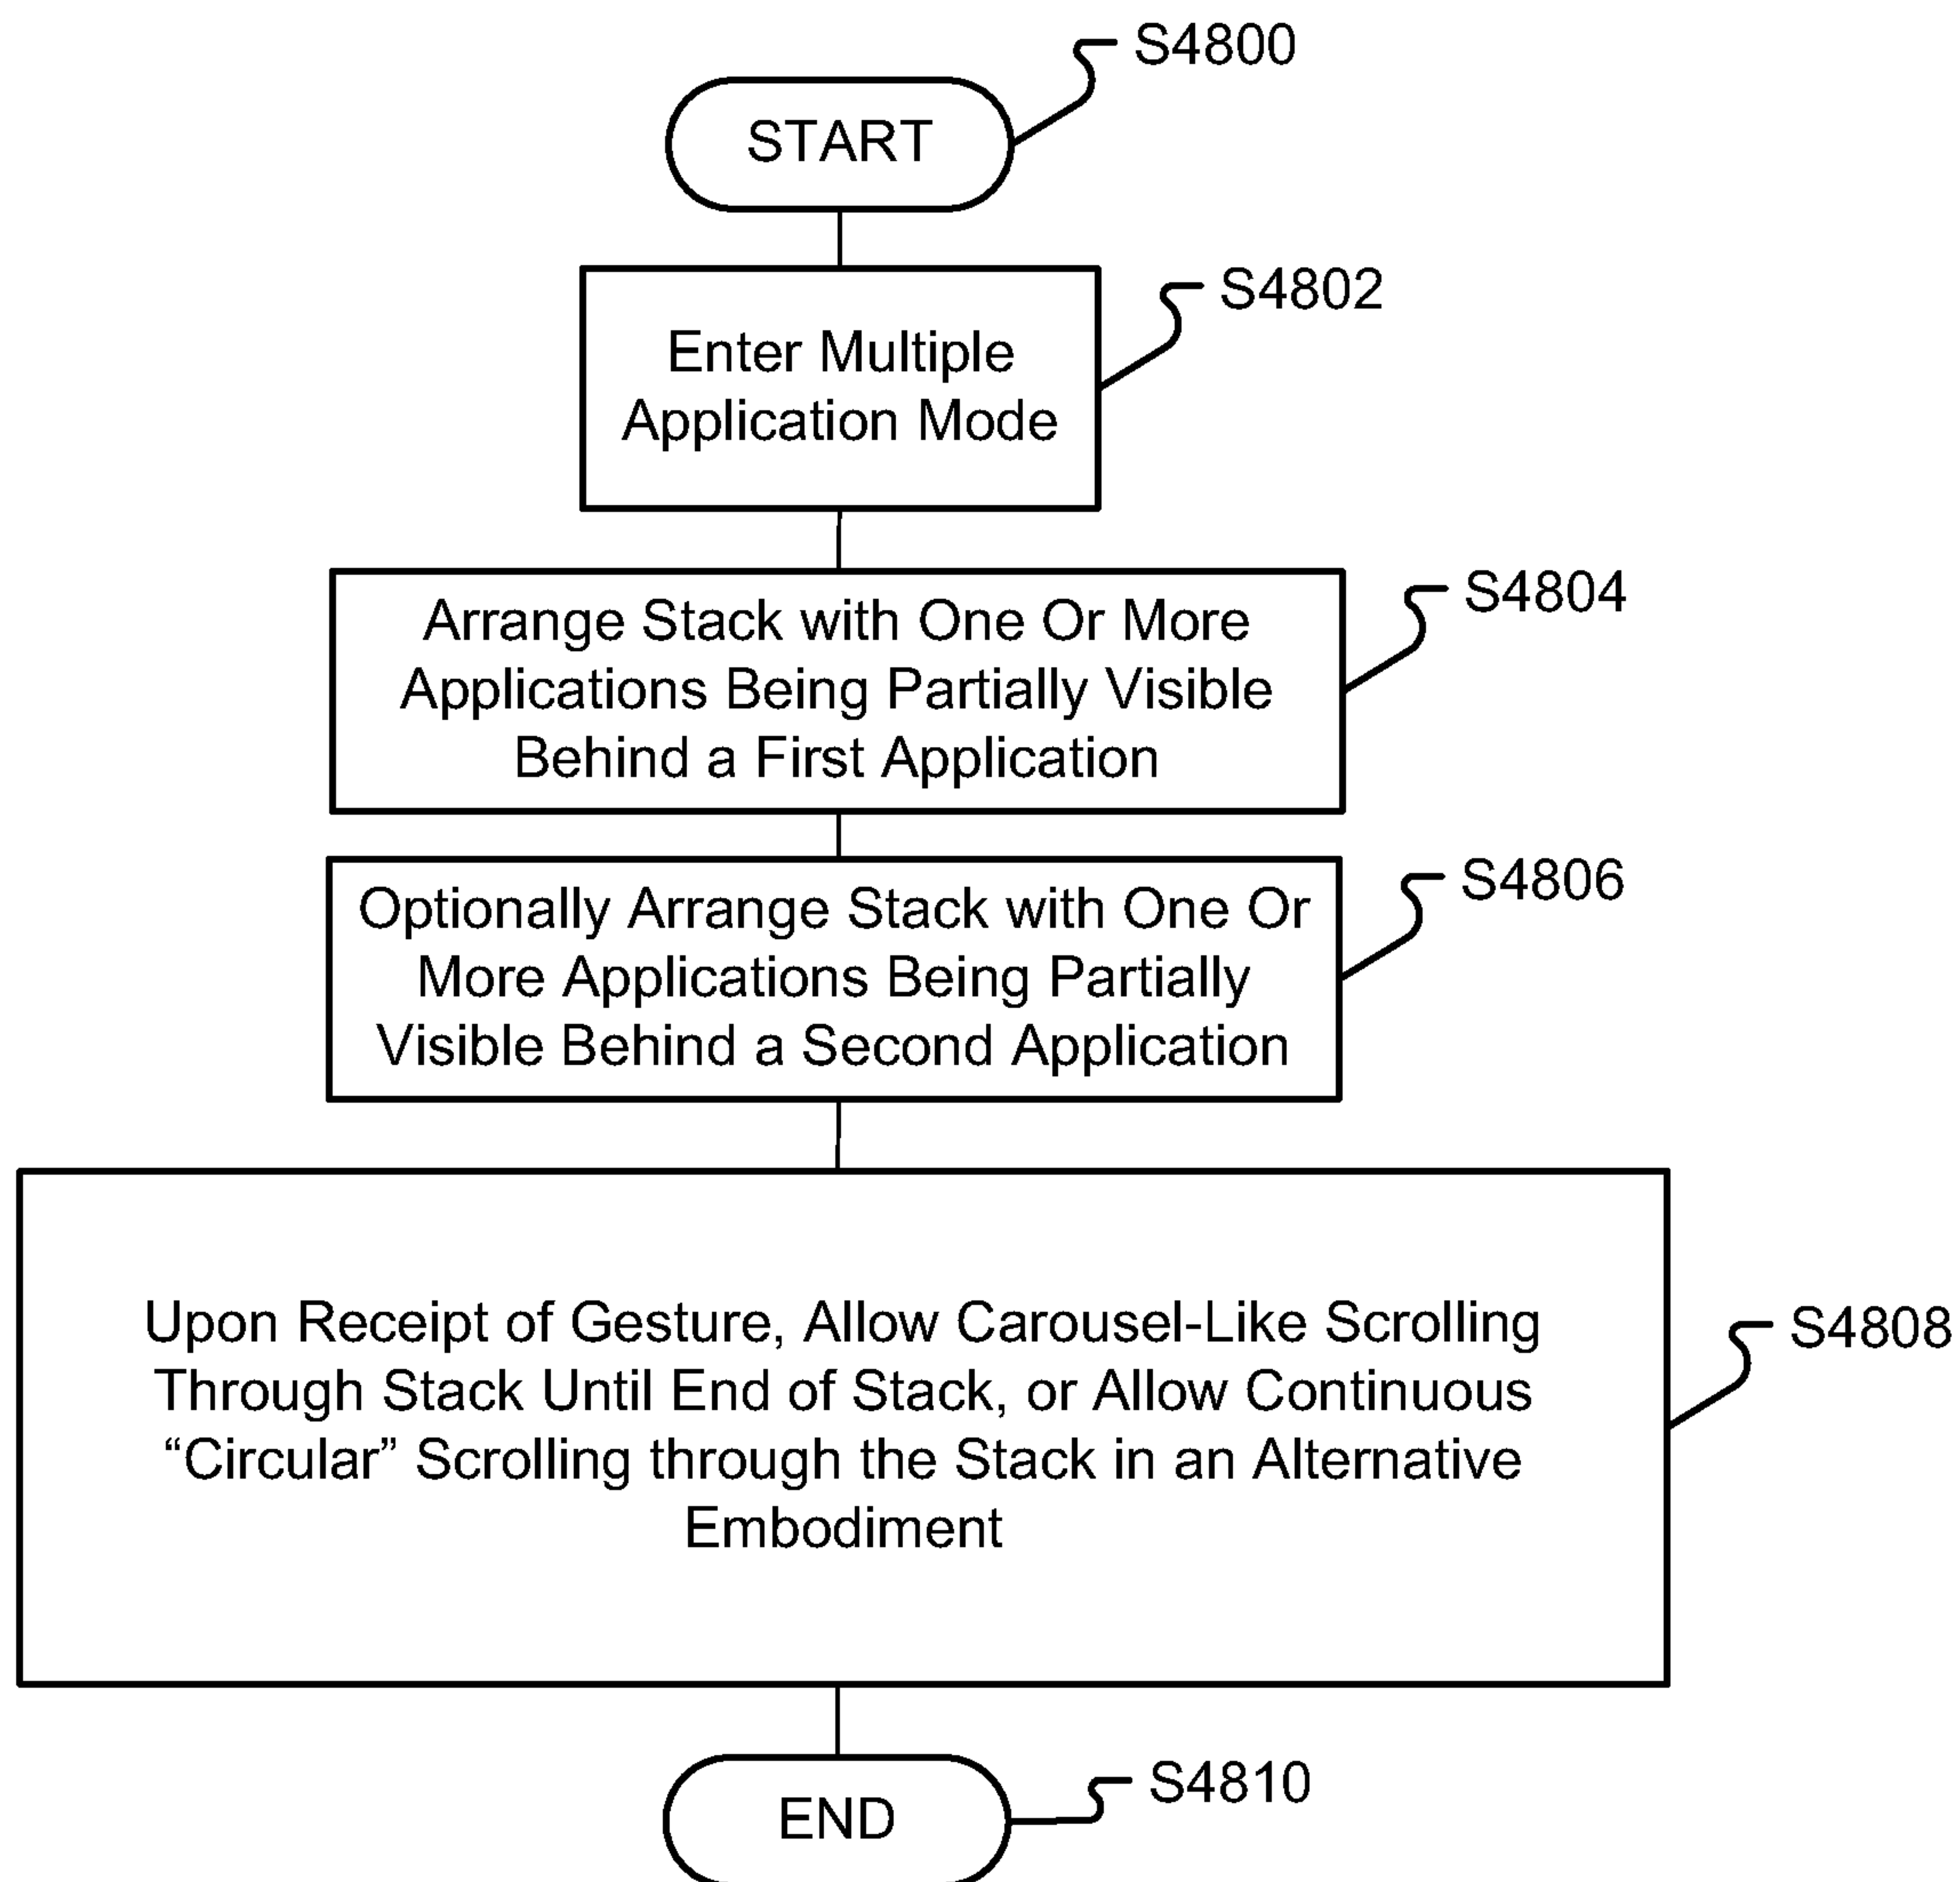 S4800
START
S4802
Enter Multiple
Application Mode
S4804
Arrange Stack with One Or More
Applications Being Partially Visible
Behind a First Application
S4806
Optionally Arrange Stack with One Or
More Applications Being Partially
Visible Behind a Second Application
Upon Receipt of Gesture, Allow Carousel-Like Scrolling
S4808
Through Stack Until End of Stack, or Allow Continuous
“Circular” Scrolling through the Stack in an Alternative
Embodiment
S4810
END